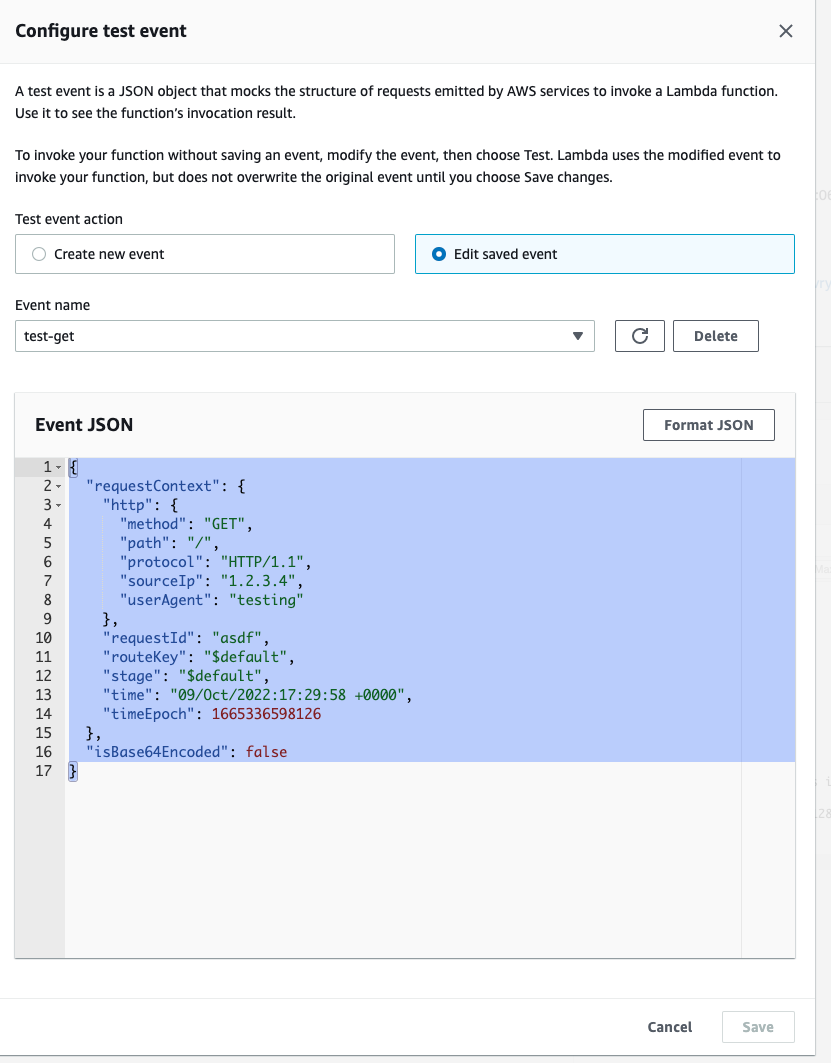 Configure test event
A test event is a JSON object that mocks the structure of requests emitted by AWS services to invoke a Lambda function.
Use it to see the function's invocation result.
To invoke your function without saving an event, modify the event, then choose Test. Lambda uses the modified event to
invoke your function, but does not overwrite the original event until you choose Save changes.
Test event action
Create new event
Edit saved event
Event name
test-get
Delete
Event JSON
Format JSON
1 {
2 "requestContext": {
3 "http": {
4 "method": "GET",
5 "path": "/",
6 "protocol": "HTTP/1.1",
7 "sourceIp": "1.2.3.4",
8 "userAgent": "testing"
9 },
10 "requestId": "asdf",
11 "routeKey": "$default",
12 "stage": "$default",
13 "time": "09/Oct/2022:17:29:58 +0000",
14 "timeEpoch": 1665336598126
15 },
16 "isBase64Encoded": false
17 }
Cancel
Save